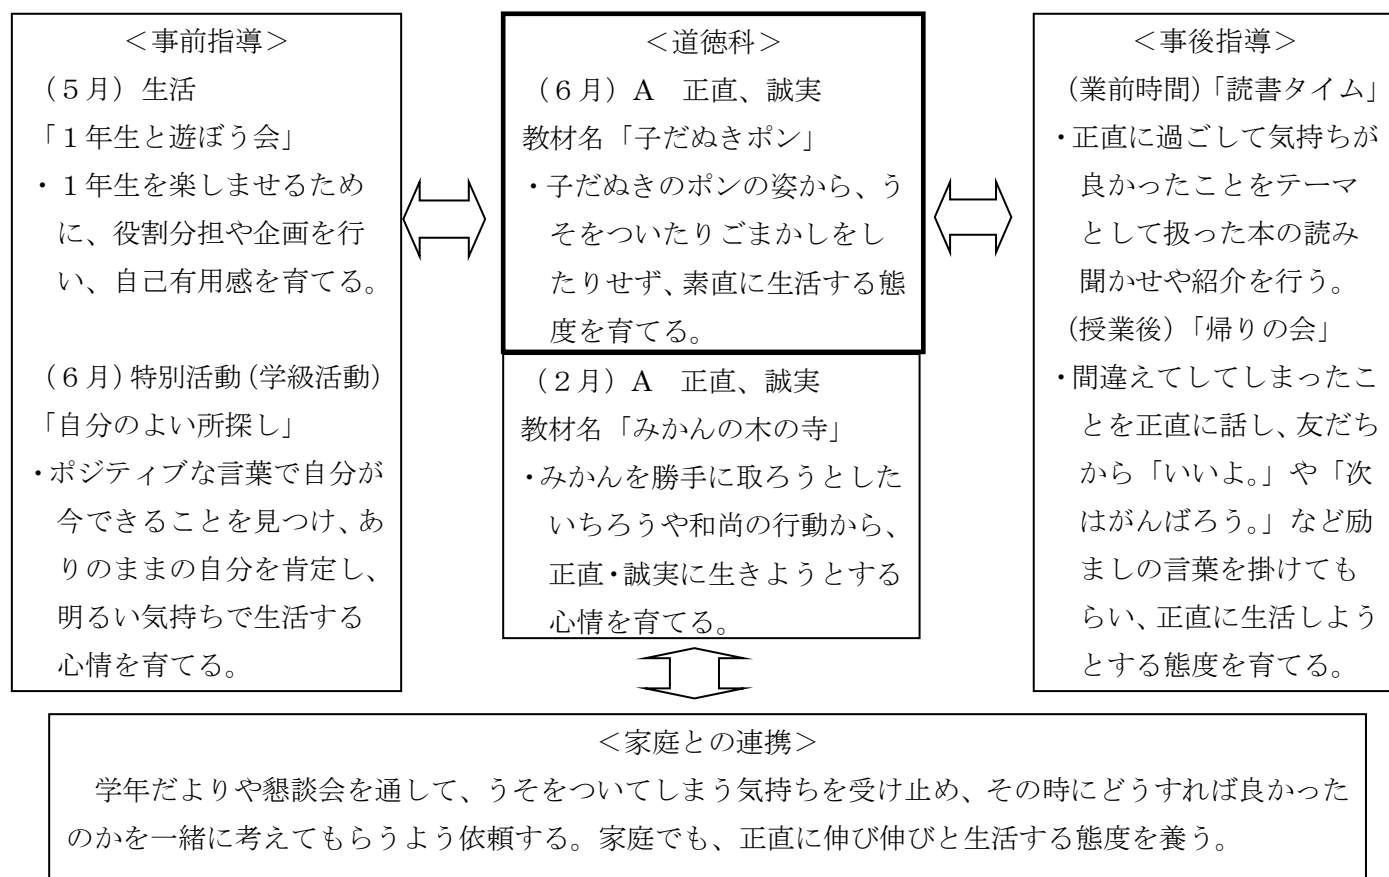 ＜事前指導＞
（５月）生活
「１年生と遊ぼう会」
・１年生を楽しませるため
に、役割分担や企画を行
い、自己有用感を育てる。
（６月）特別活動（学級活動）
「自分のよい所探し」
・ポジティブな言葉で自分が
今できることを見つけ、あ
りのままの自分を肯定し、
明るい気持ちで生活する
心情を育てる。
＜道徳科＞
（６月）A　正直、誠実
教材名「子だぬきポン」
・子だぬきのポンの姿から、う
そをついたりごまかしをし
たりせず、素直に生活する態
度を育てる。
（２月）A　正直、誠実
教材名「みかんの木の寺」
・みかんを勝手に取ろうとした
いちろうや和尚の行動から、
正直・誠実に生きようとする
心情を育てる。
＜事後指導＞
（業前時間）「読書タイム」
・正直に過ごして気持ちが
良かったことをテーマ
として扱った本の読み
聞かせや紹介を行う。
（授業後）「帰りの会」
・間違えてしてしまったこ
とを正直に話し、友だち
から「いいよ。」や「次
はがんばろう。」など励
ましの言葉を掛けても
らい、正直に生活しよう
とする態度を育てる。
＜家庭との連携＞
学年だよりや懇談会を通して、うそをついてしまう気持ちを受け止め、その時にどうすれば良かった
のかを一緒に考えてもらうよう依頼する。家庭でも、正直に伸び伸びと生活する態度を養う。